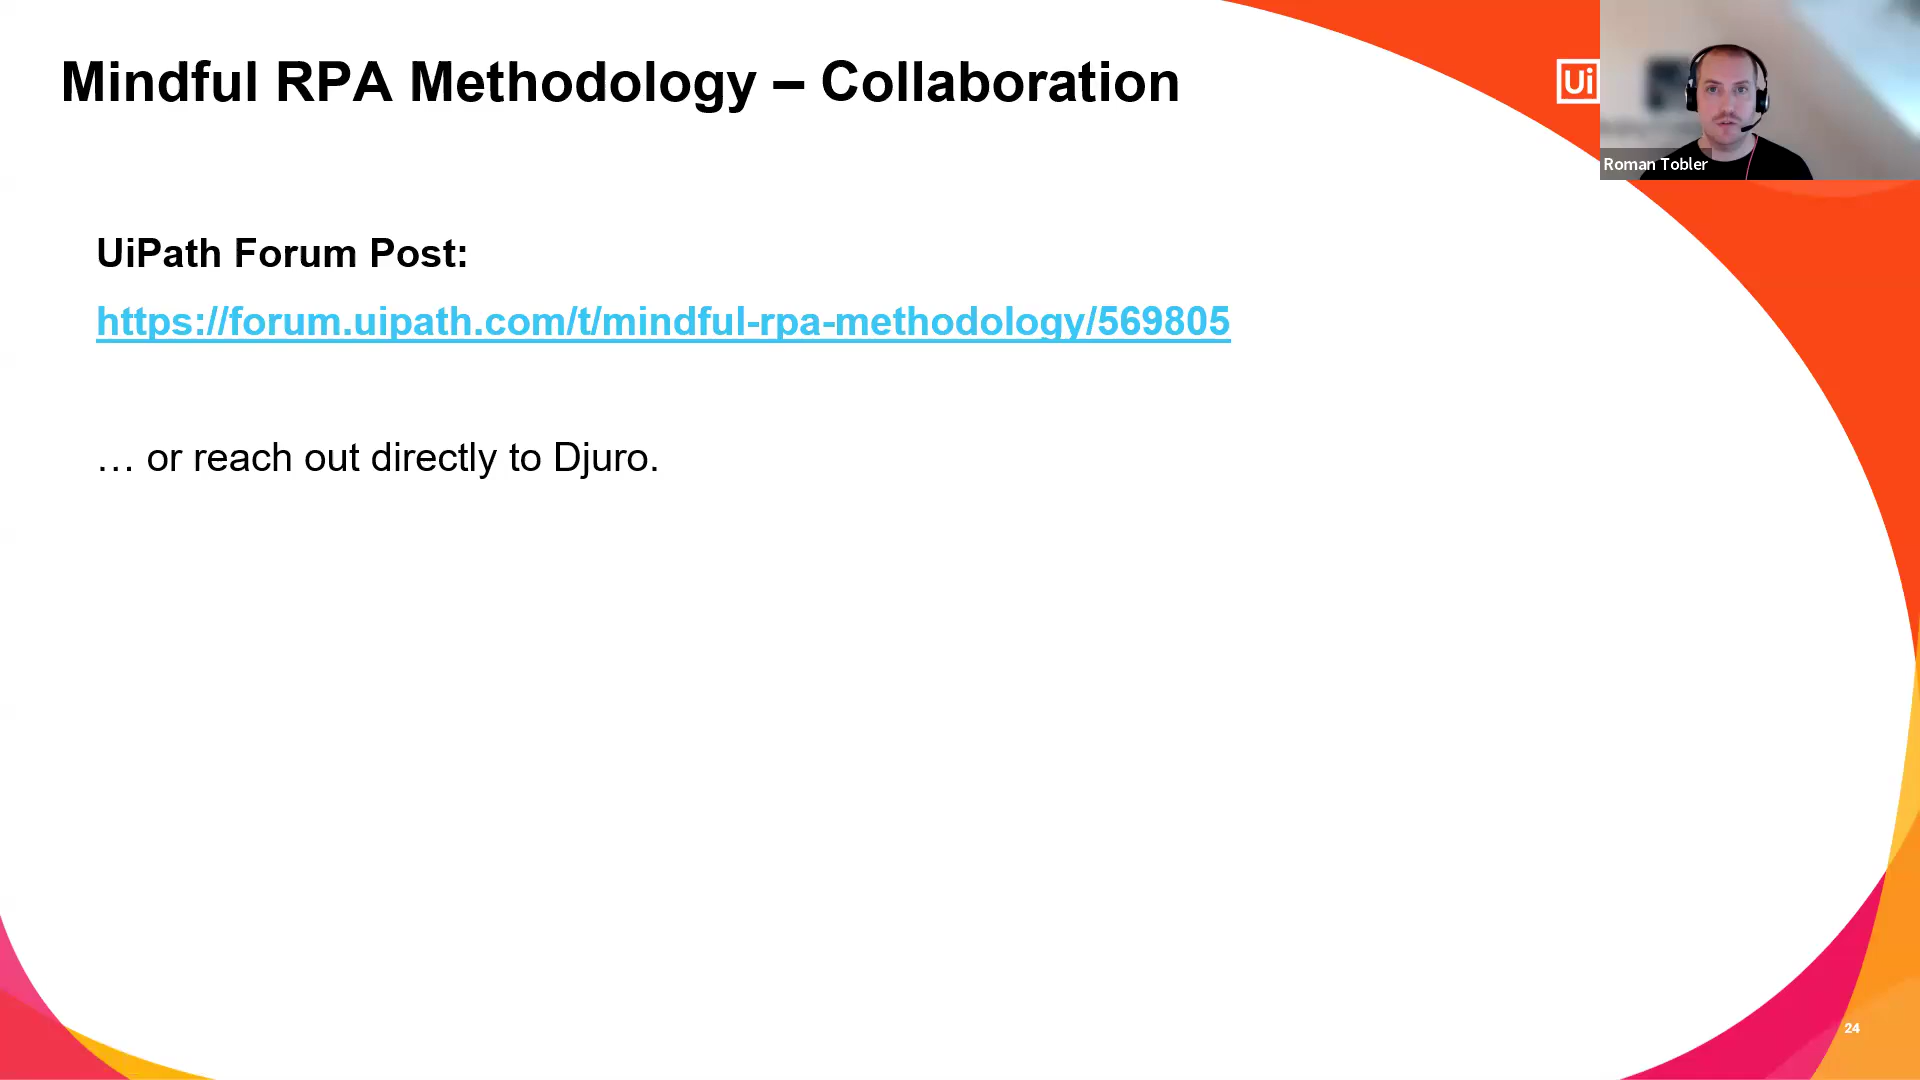 Mindful RPA Methodology – Collaboration
Ui
Roman Tobler
UiPath Forum Post:
https://forum.uipath.com/t/mindful-rpa-methodology/569805
… or reach out directly to Djuro.
24